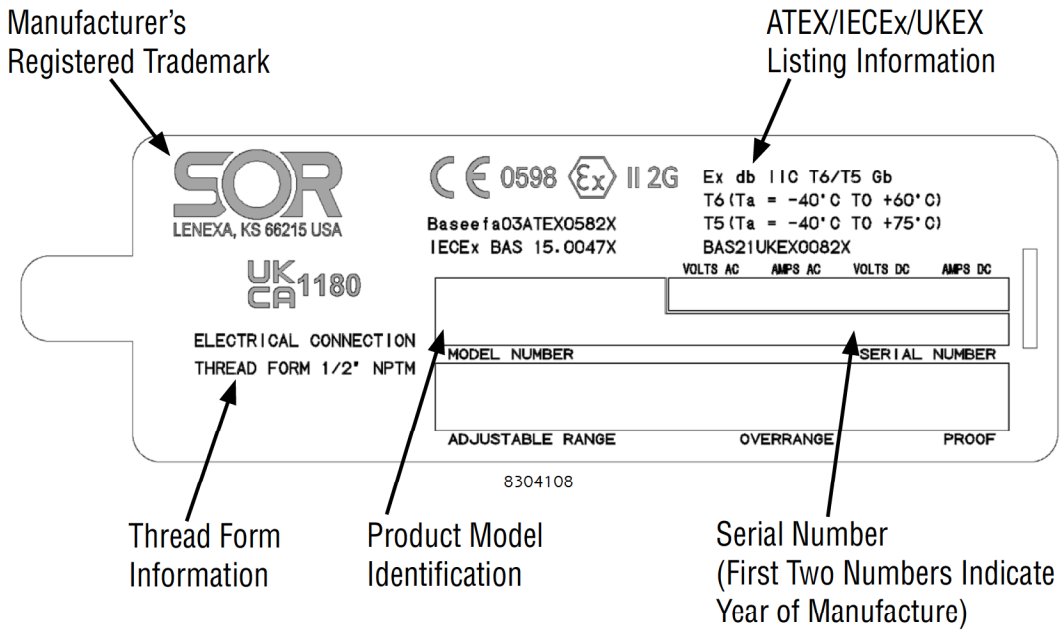 Manufacturer's
Registered Trademark
ATEX/IECEx/UKEX
Listing Information
SOR
LENEXA, KS 66215 USA
CE 0598 Ex II 2G
Ex db IIC T6/T5 Gb
T6(Ta = -40°C TO +60°C)
T5(Ta = -40°C TO +75°C)
Baseefa03ATEX0582X
IECEx BAS 15.0047X
BAS21UKEX0082X
UK
CA 1180
VOLTS AC AMPS AC VOLTS DC AMPS DC
ELECTRICAL CONNECTION
THREAD FORM 1/2" NPTM
MODEL NUMBER SERIAL NUMBER
ADJUSTABLE RANGE OVERRANGE PROOF
8304108
Thread Form
Information
Product Model
Identification
Serial Number
(First Two Numbers Indicate
Year of Manufacture)